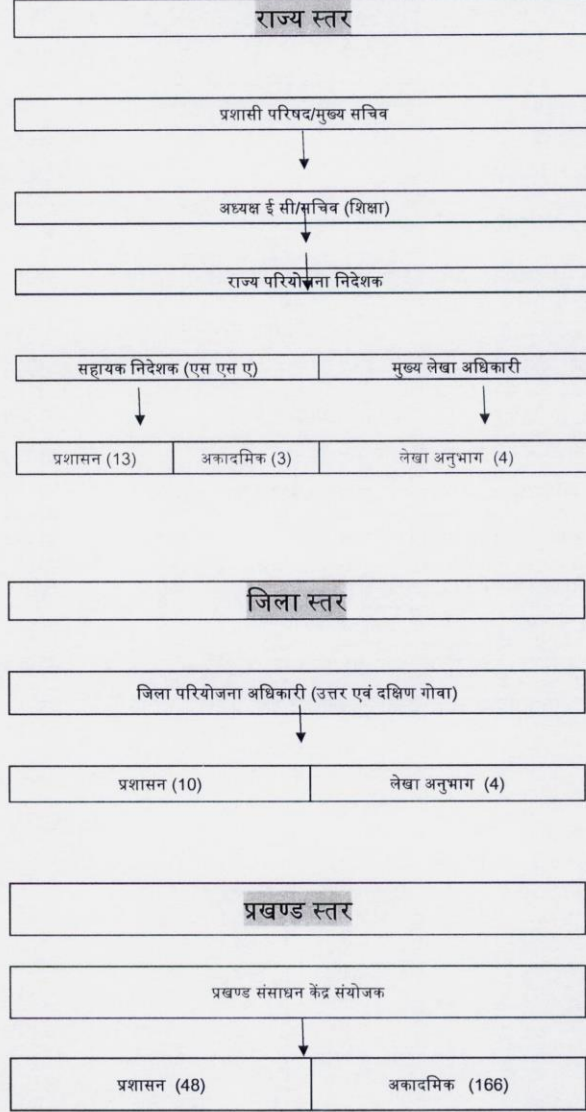 राज्य स्तर
प्रशासी परिषद/मुख्य सचिव
अध्यक्ष ई सी/सचिव (शिक्षा)
राज्य परियोजना निदेशक
सहायक निदेशक (एस एस ए) मुख्य लेखा अधिकारी
प्रशासन (13) अकादमिक (3) लेखा अनुभाग (4)
जिला स्तर
जिला परियोजना अधिकारी (उत्तर एवं दक्षिण गोवा)
प्रशासन (10) लेखा अनुभाग (4)
प्रखण्ड स्तर
प्रखण्ड संसाधन केंद्र संयोजक
प्रशासन (48) अकादमिक (166)